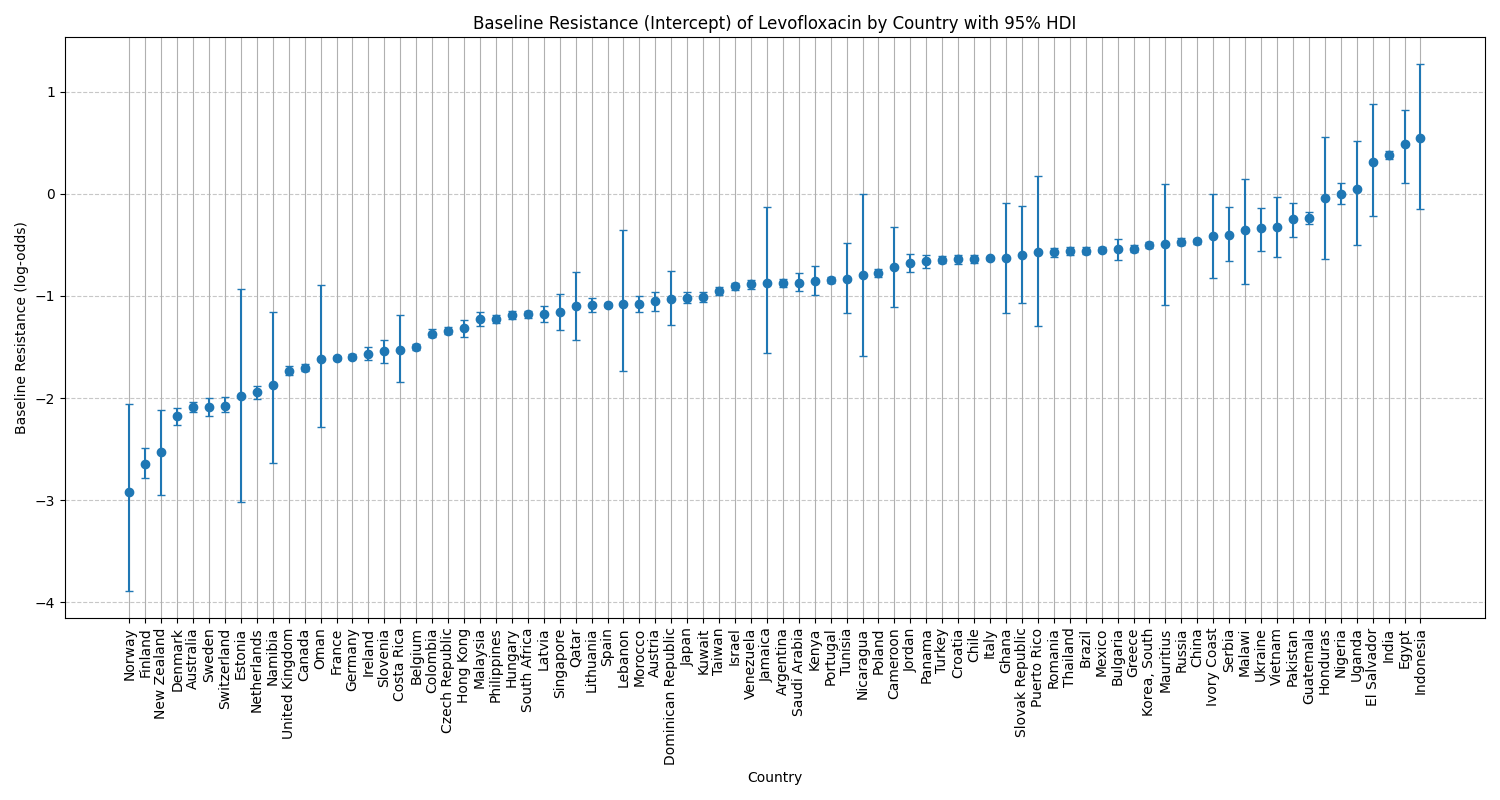 Baseline Resistance (Intercept) of Levofloxacin by Country with 95% HDI
Baseline Resistance (log-odds)
1
0
−1
−2
−3
−4
Norway
Finland
New Zealand
Denmark
Australia
Sweden
Switzerland
Estonia
Netherlands
Namibia
United Kingdom
Canada
Oman
France
Germany
Ireland
Slovenia
Costa Rica
Belgium
Colombia
Czech Republic
Hong Kong
Malaysia
Philippines
Hungary
South Africa
Latvia
Singapore
Qatar
Lithuania
Spain
Lebanon
Morocco
Austria
Dominican Republic
Japan
Kuwait
Taiwan
Israel
Venezuela
Jamaica
Argentina
Saudi Arabia
Kenya
Portugal
Tunisia
Nicaragua
Poland
Cameroon
Jordan
Panama
Turkey
Croatia
Chile
Italy
Ghana
Slovak Republic
Puerto Rico
Romania
Thailand
Brazil
Mexico
Bulgaria
Greece
Korea, South
Mauritius
Russia
China
Ivory Coast
Serbia
Malawi
Ukraine
Vietnam
Pakistan
Guatemala
Honduras
Nigeria
Uganda
El Salvador
India
Egypt
Indonesia
Country